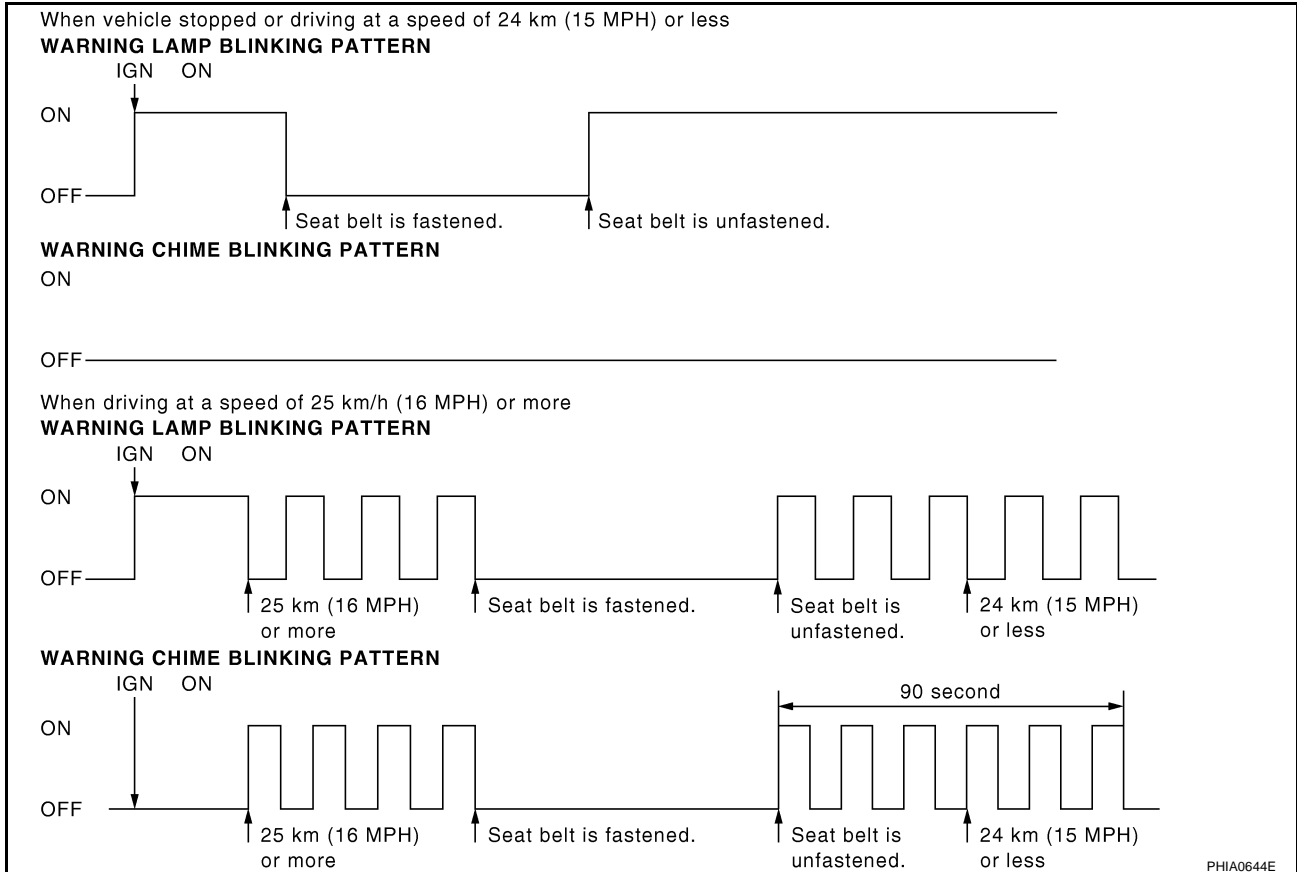 When vehicle stopped or driving at a speed of 24 km (15 MPH) or less
WARNING LAMP BLINKING PATTERN
IGN ON
ON
OFF
Seat belt is fastened.
Seat belt is unfastened.
WARNING CHIME BLINKING PATTERN
ON
OFF
When driving at a speed of 25 km/h (16 MPH) or more
WARNING LAMP BLINKING PATTERN
IGN ON
ON
OFF
25 km (16 MPH)
or more
Seat belt is fastened.
Seat belt is
unfastened.
24 km (15 MPH)
or less
WARNING CHIME BLINKING PATTERN
IGN ON
90 second
ON
OFF
25 km (16 MPH)
or more
Seat belt is fastened.
Seat belt is
unfastened.
24 km (15 MPH)
or less
PHIA0644E